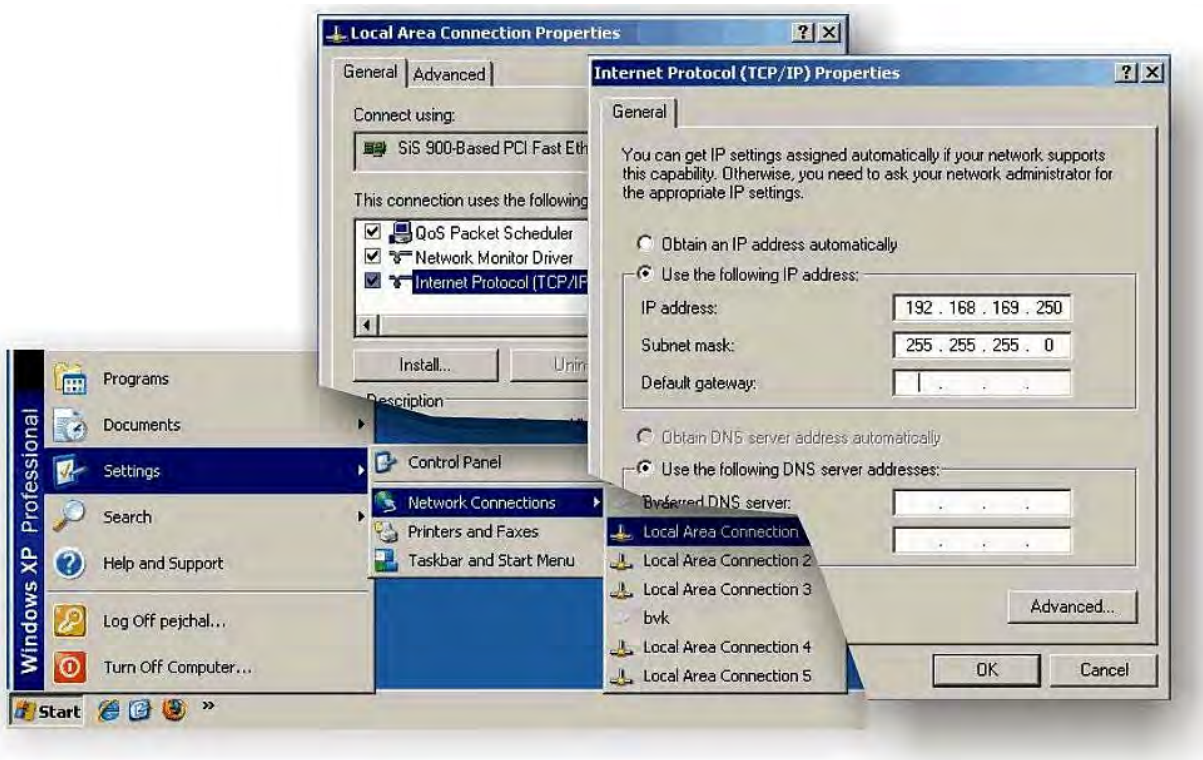 Local Area Connection Properties
General
Advanced
Connect using:
SiS 900-Based PCI Fast Eth
This connection uses the following
QoS Packet Scheduler
Network Monitor Driver
Internet Protocol (TCP/IP
Install...
Unin
Description
Internet Protocol (TCP/IP) Properties
General
You can get IP settings assigned automatically if your network supports
this capability. Otherwise, you need to ask your network administrator for
the appropriate IP settings.
Obtain an IP address automatically
Use the following IP address:
IP address: 192 . 168 . 169 . 250
Subnet mask: 255 . 255 . 255 . 0
Default gateway: . . .
Obtain DNS server address automatically
Use the following DNS server addresses:
DNS server: . . .
. . .
Advanced...
OK
Cancel
Windows XP Professional
Programs
Documents
Settings
Search
Help and Support
Log Off pejchal...
Turn Off Computer...
Control Panel
Network Connections
Printers and Faxes
Taskbar and Start Menu
Local Area Connection
Local Area Connection 2
Local Area Connection 3
bvk
Local Area Connection 4
Local Area Connection 5
Start
»